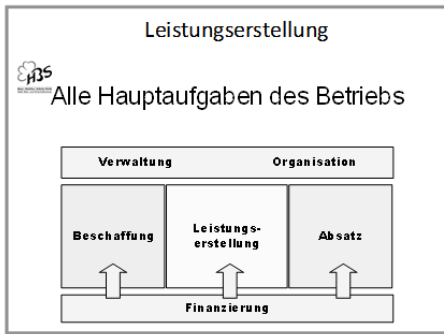 Leistungserstellung
HBS
Alle Hauptaufgaben des Betriebs
Verwaltung Organisation
Beschaffung Leistungs-
erstellung Absatz
Finanzierung